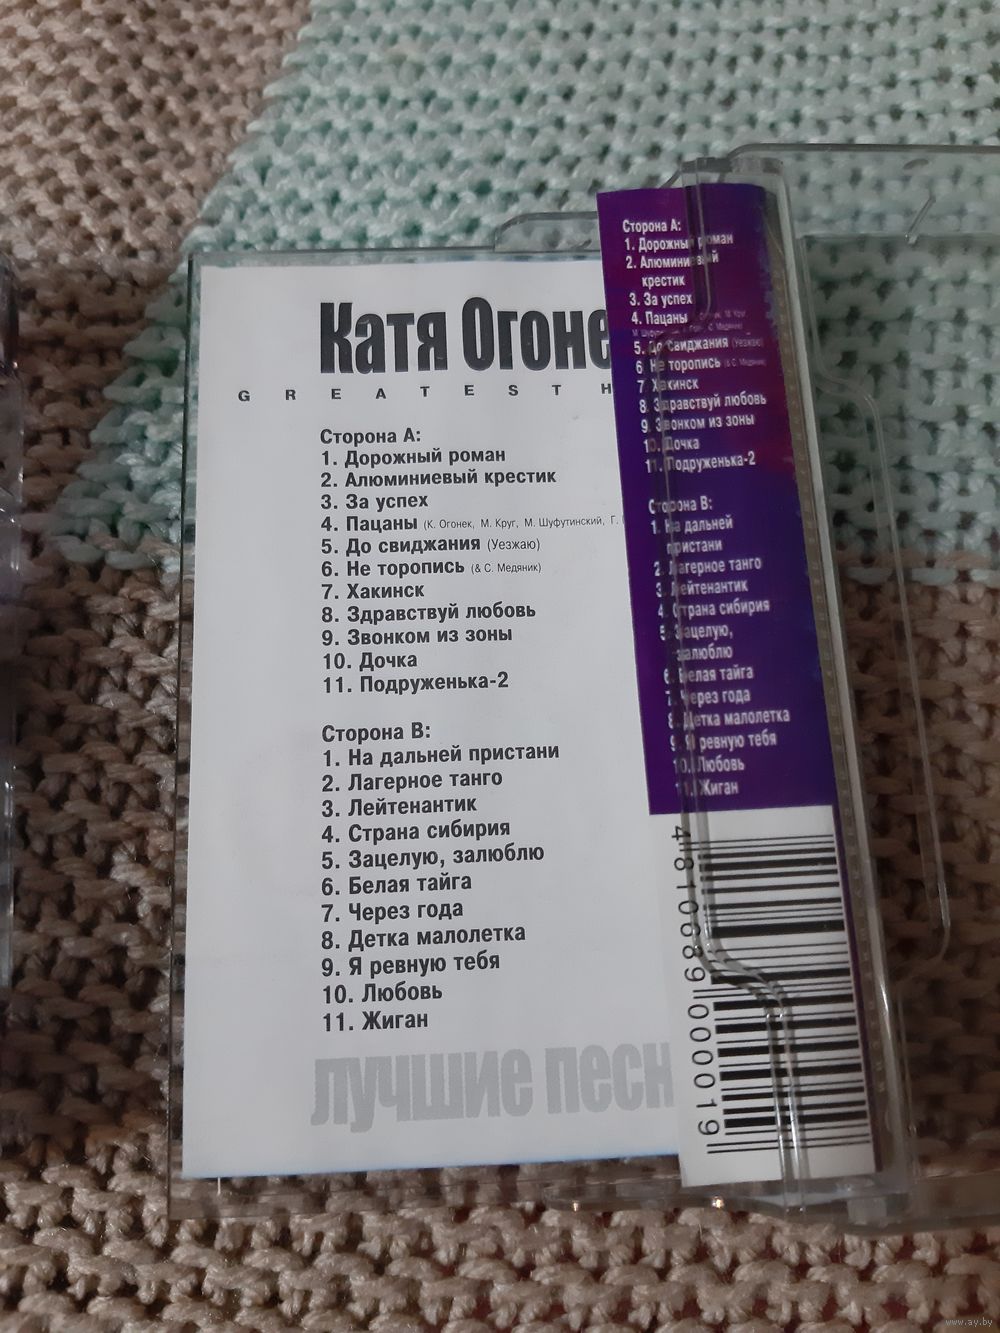 Катя Огоне
GREATEST H
Сторона А:
1. Дорожный роман
2. Алюминиевый крестик
3. За успех
4. Пацаны (К. Огонек, М. Круг, М. Шуфутинский, Г.
5. До свиджания (Уезжаю)
6. Не торопись (& С. Медяник)
7. Хакинск
8. Здравствуй любовь
9. Звонком из зоны
10. Дочка
11. Подруженька-2
Сторона В:
1. На дальней пристани
2. Лагерное танго
3. Лейтенантик
4. Страна сибирия
5. Зацелую, залюблю
6. Белая тайга
7. Через года
8. Детка малолетка
9. Я ревную тебя
10. Любовь
11. Жиган
лучшие песн
Сторона А:
1. Дорожный роман
2. Алюминиевый
крестик
3. За успех
4. Пацаны
5. До свиджания (Уезжаю)
6 Не торопись (& С. Медяник)
7 Хакинск
8. Здравствуй любовь
9. Звонком из зоны
10. Дочка
11. Подруженька-2
Сторона В:
1. На дальней
пристани
2. Лагерное танго
3. Лейтенантик
4. Страна сибирия
5. Зацелую,
залюблю
6. Белая тайга
7. Через года
8. Детка малолетка
9. Я ревную тебя
10. Любовь
11. Жиган
4 810689 000019
www.ay.by